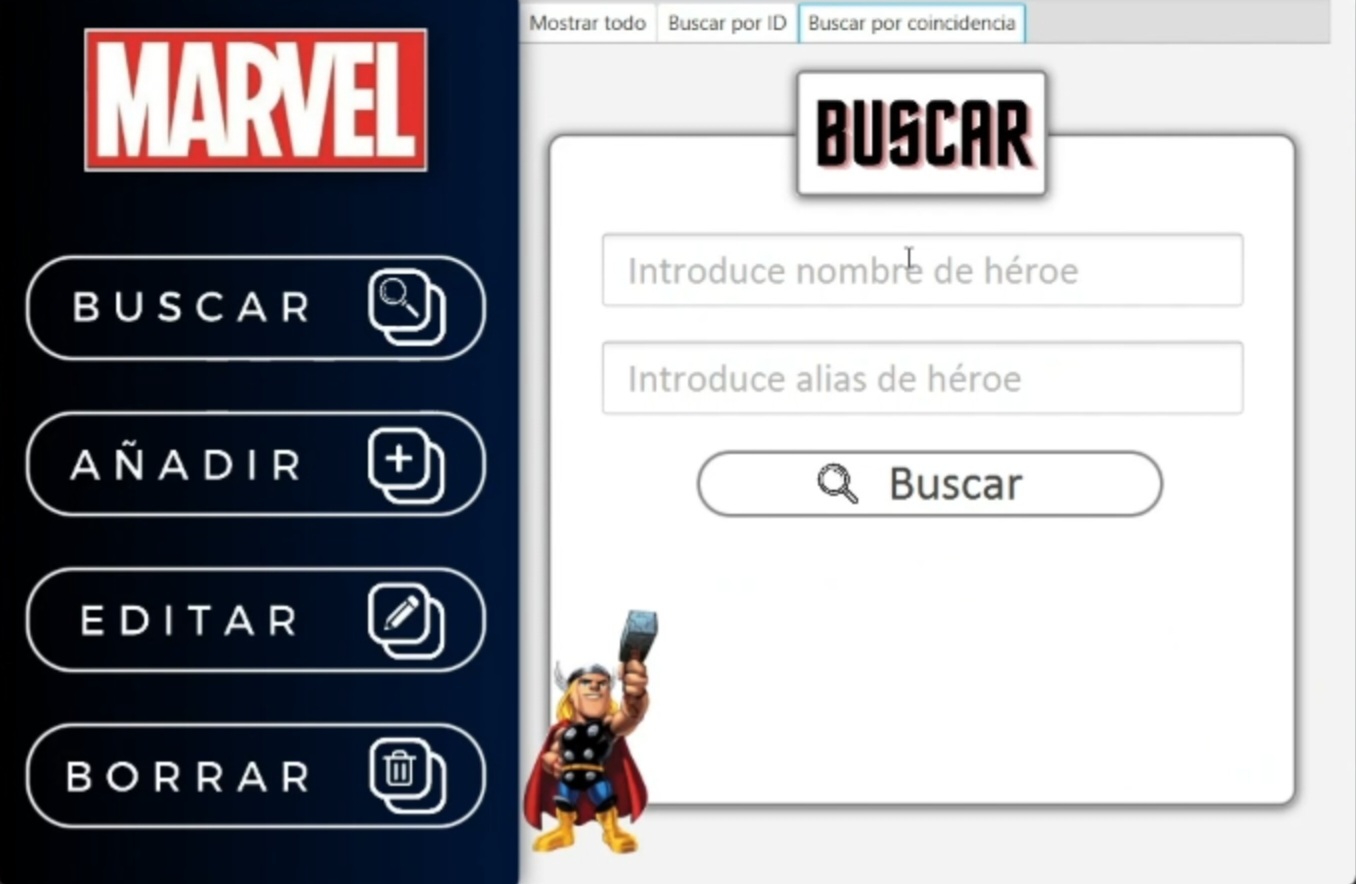 MARVEL
BUSCAR
AÑADIR
EDITAR
BORRAR
Mostrar todo
Buscar por ID
Buscar por coincidencia
BUSCAR
Introduce nombre de héroe
Introduce alias de héroe
Buscar